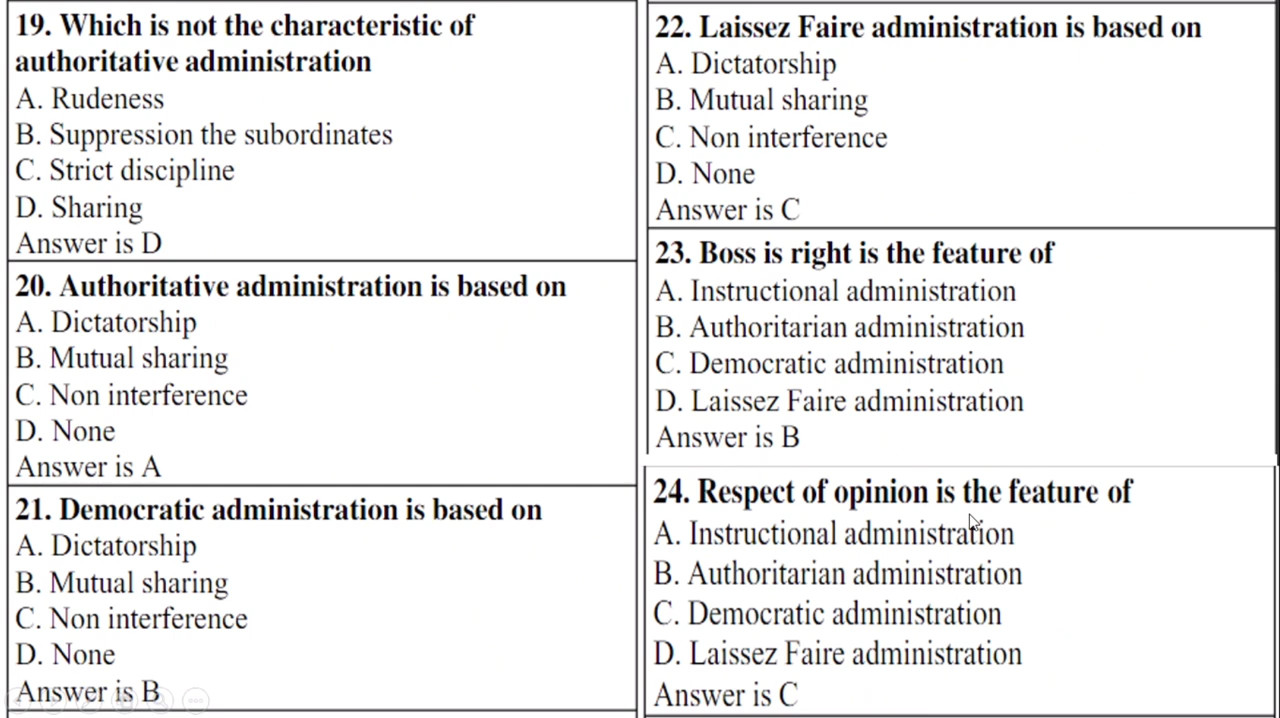 19. Which is not the characteristic of
authoritative administration
A. Rudeness
B. Suppression the subordinates
C. Strict discipline
D. Sharing
Answer is D
20. Authoritative administration is based on
A. Dictatorship
B. Mutual sharing
C. Non interference
D. None
Answer is A
21. Democratic administration is based on
A. Dictatorship
B. Mutual sharing
C. Non interference
D. None
Answer is B
22. Laissez Faire administration is based on
A. Dictatorship
B. Mutual sharing
C. Non interference
D. None
Answer is C
23. Boss is right is the feature of
A. Instructional administration
B. Authoritarian administration
C. Democratic administration
D. Laissez Faire administration
Answer is B
24. Respect of opinion is the feature of
A. Instructional administration
B. Authoritarian administration
C. Democratic administration
D. Laissez Faire administration
Answer is C